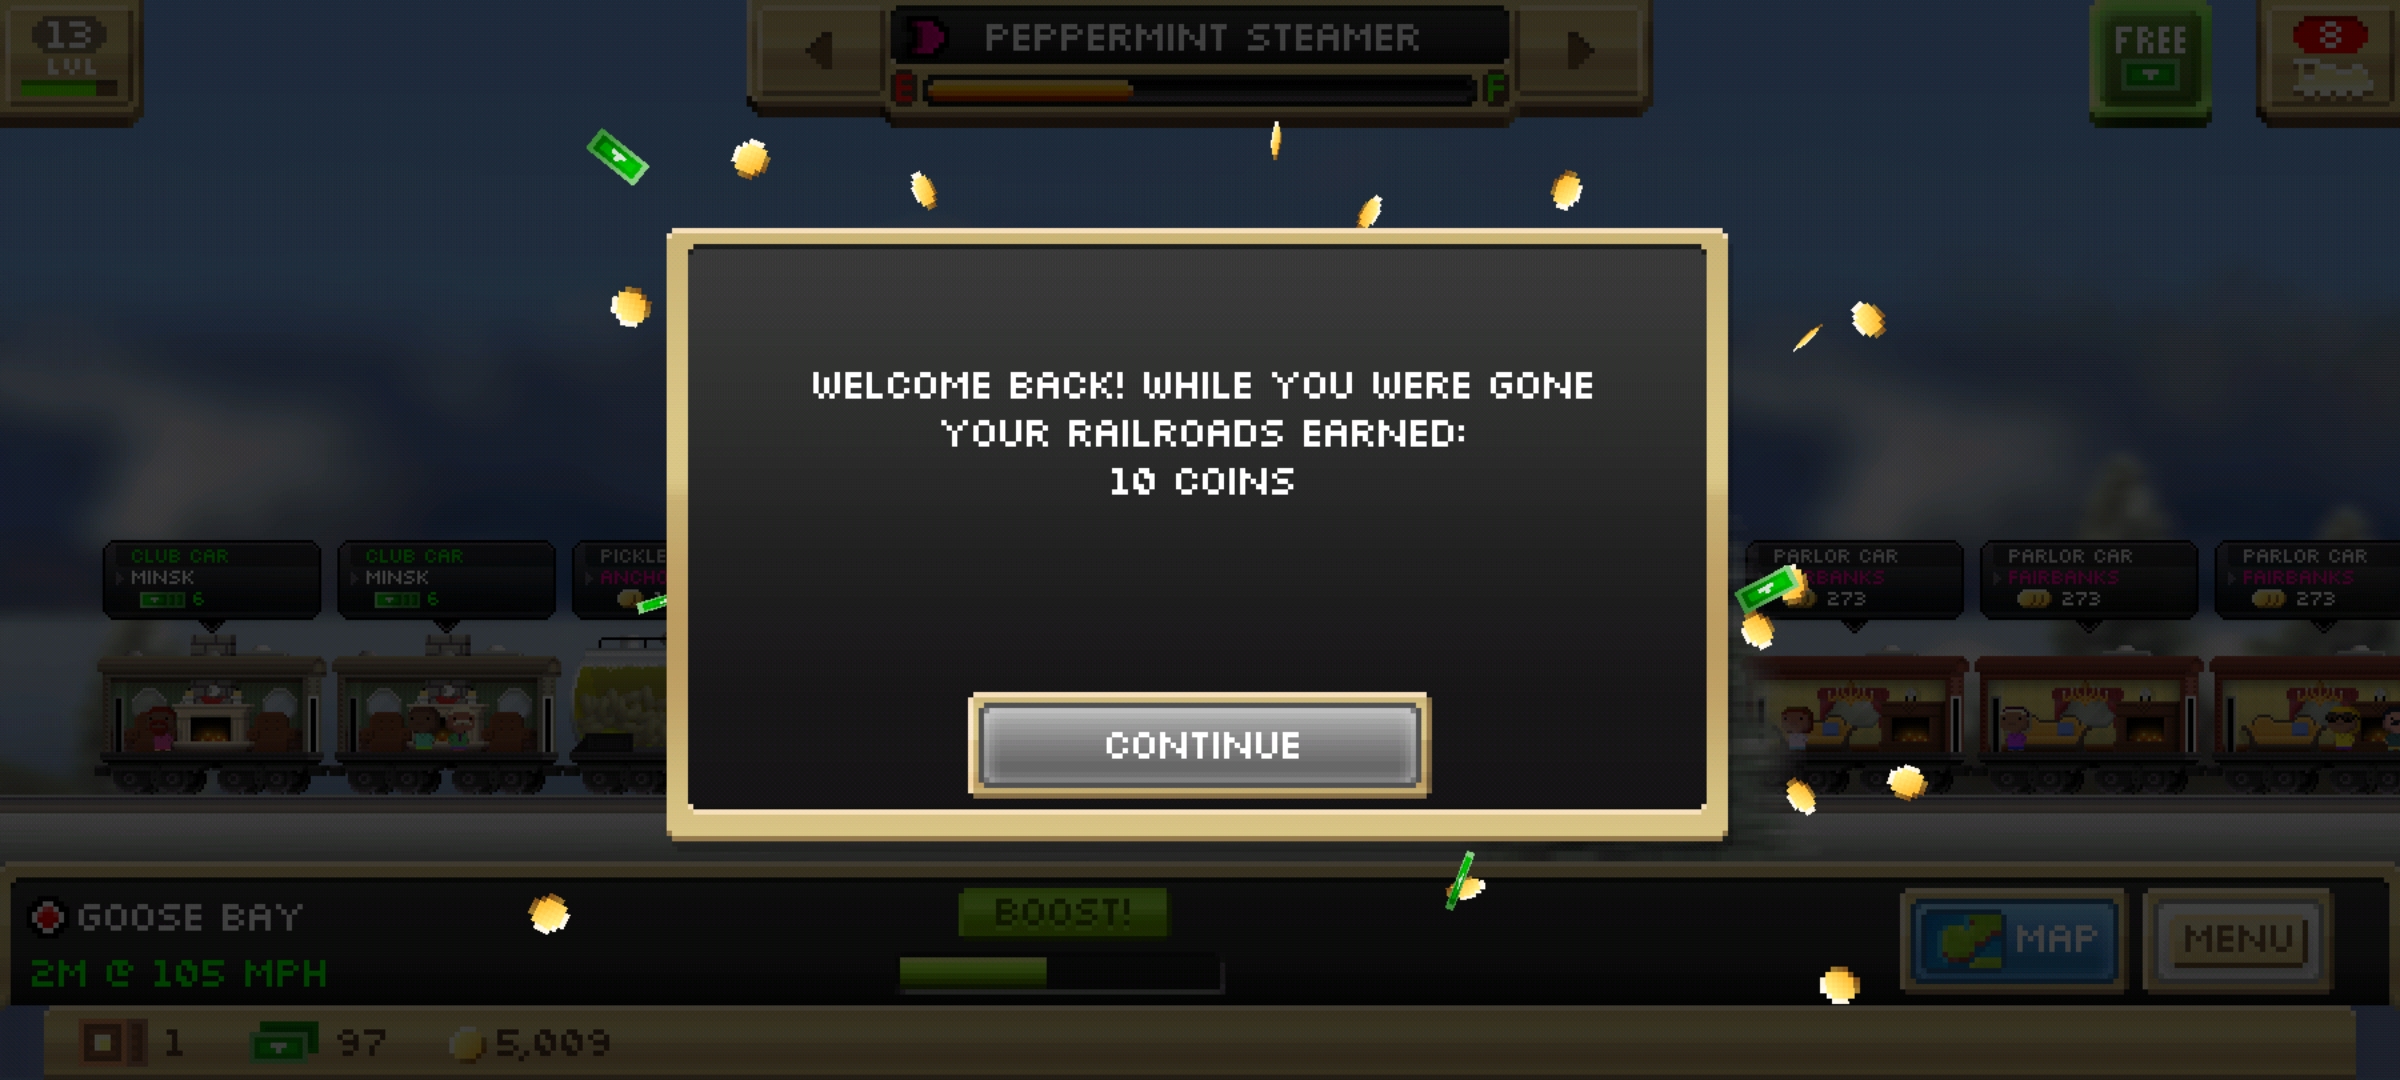 13
LVL
PEPPERMINT STEAMER
E
F
FREE
8
WELCOME BACK! WHILE YOU WERE GONE
YOUR RAILROADS EARNED:
10 COINS
CONTINUE
CLUB CAR
MINSK
6
CLUB CAR
MINSK
6
PICKLE
PARLOR CAR
273
PARLOR CAR
FAIRBANKS
273
PARLOR CAR
FAIRBANKS
273
GOOSE BAY
2M @ 105 MPH
BOOST!
MAP
MENU
1
97
5,009